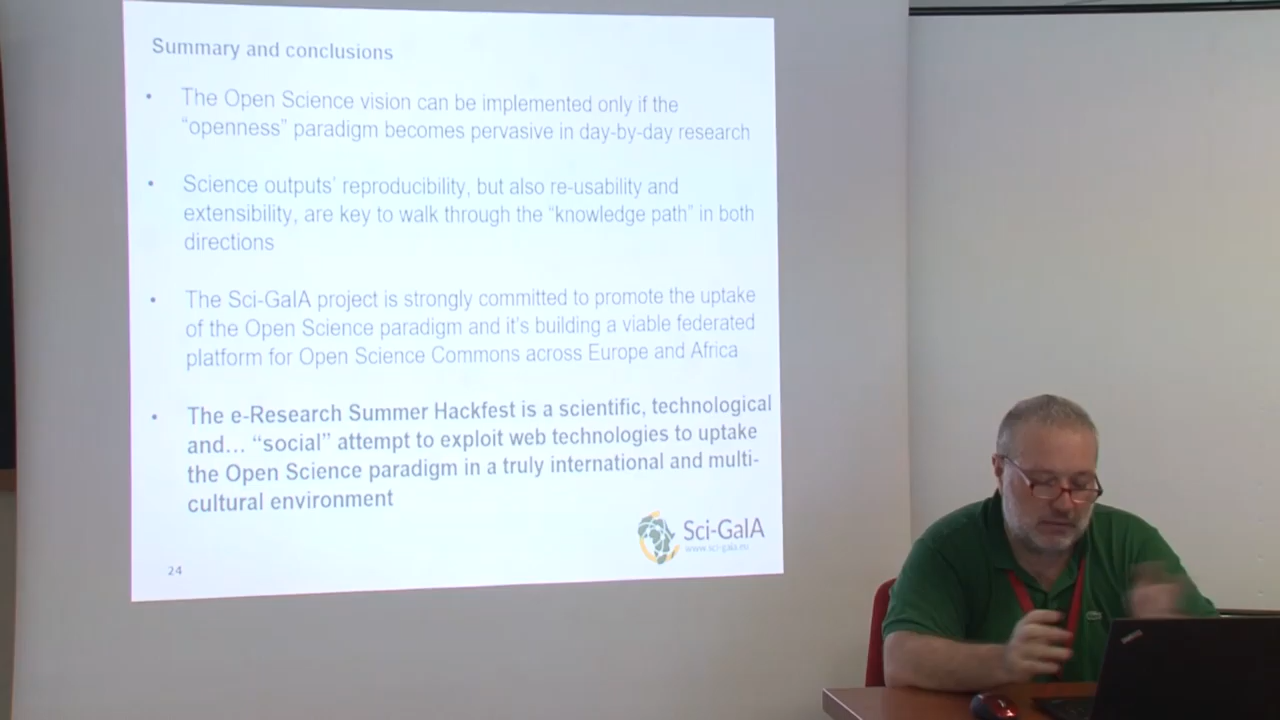 Summary and conclusions
• The Open Science vision can be implemented only if the
“openness” paradigm becomes pervasive in day-by-day research
• Science outputs’ reproducibility, but also re-usability and
extensibility, are key to walk through the “knowledge path” in both
directions
• The Sci-GaIA project is strongly committed to promote the uptake
of the Open Science paradigm and it’s building a viable federated
platform for Open Science Commons across Europe and Africa
• The e-Research Summer Hackfest is a scientific, technological
and… “social” attempt to exploit web technologies to uptake
the Open Science paradigm in a truly international and multi-
cultural environment
Sci-GaIA
www.sci-gaia.eu
24